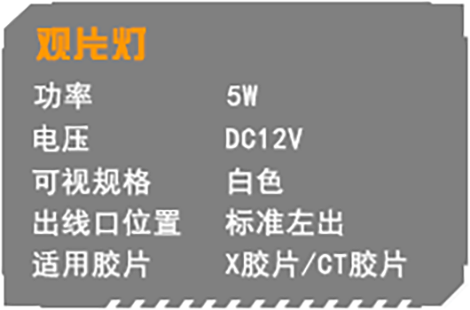 观片灯
功率 5W
电压 DC12V
可视规格 白色
出线口位置 标准左出
适用胶片 X胶片/CT胶片